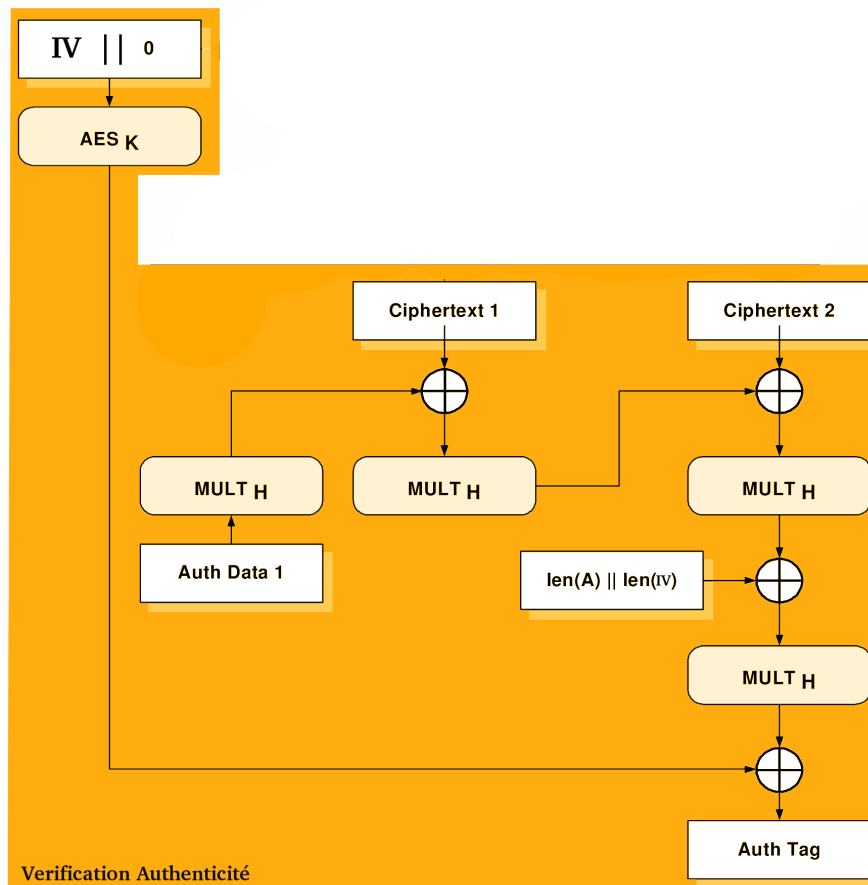 IV || 0
AES K
Ciphertext 1
Ciphertext 2
MULT H
MULT H
MULT H
Auth Data 1
len(A) || len(IV)
MULT H
Auth Tag
Verification Authenticité